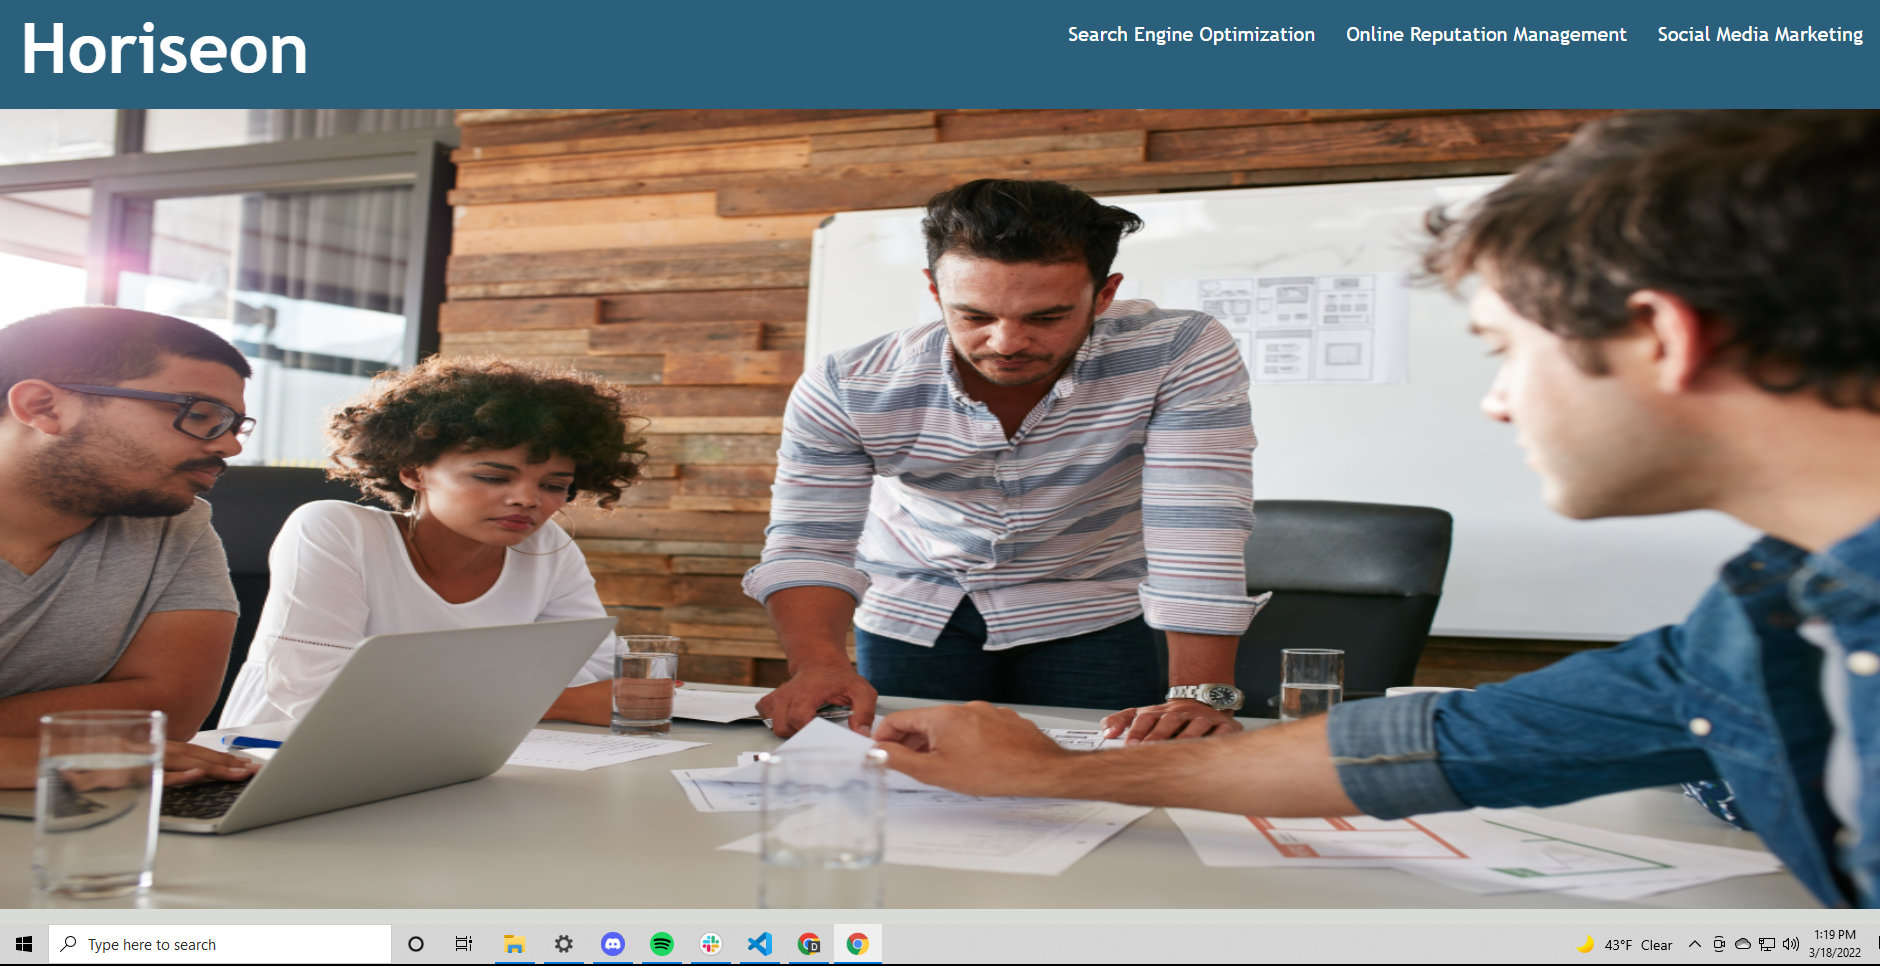 Horiseon
Search Engine Optimization
Online Reputation Management
Social Media Marketing
Type here to search
D
43°F Clear
1:19 PM
3/18/2022